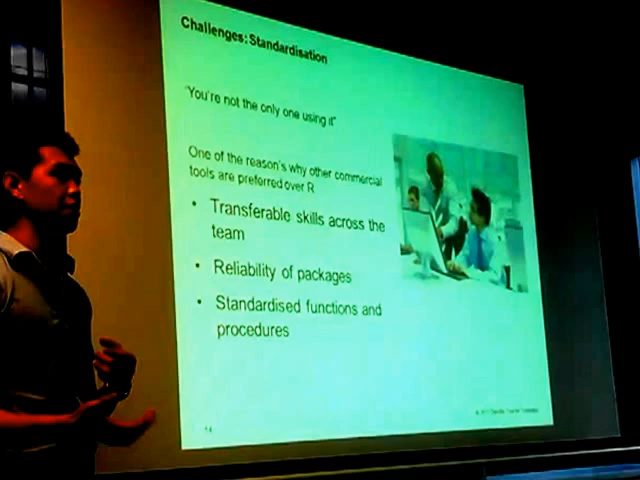 Challenges: Standardisation
"You're not the only one using it"
One of the reason's why other commercial
tools are preferred over R
• Transferable skills across the
team
• Reliability of packages
• Standardised functions and
procedures
14